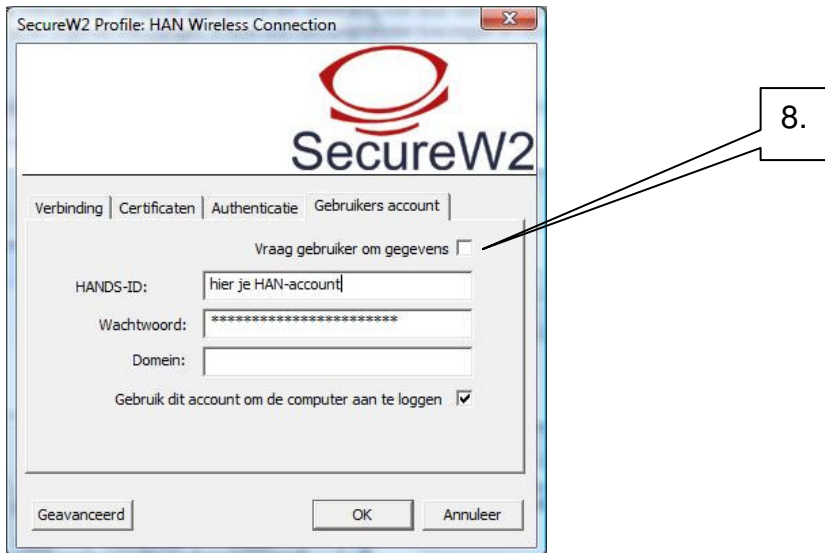 SecureW2 Profile: HAN Wireless Connection
8.
SecureW2
Verbinding Certificaten Authenticatie Gebruikers account
Vraag gebruiker om gegevens
HANDS-ID: hier je HAN-account
Wachtwoord: ***********************
Domein:
Gebruik dit account om de computer aan te loggen
Geavanceerd OK Annuleer